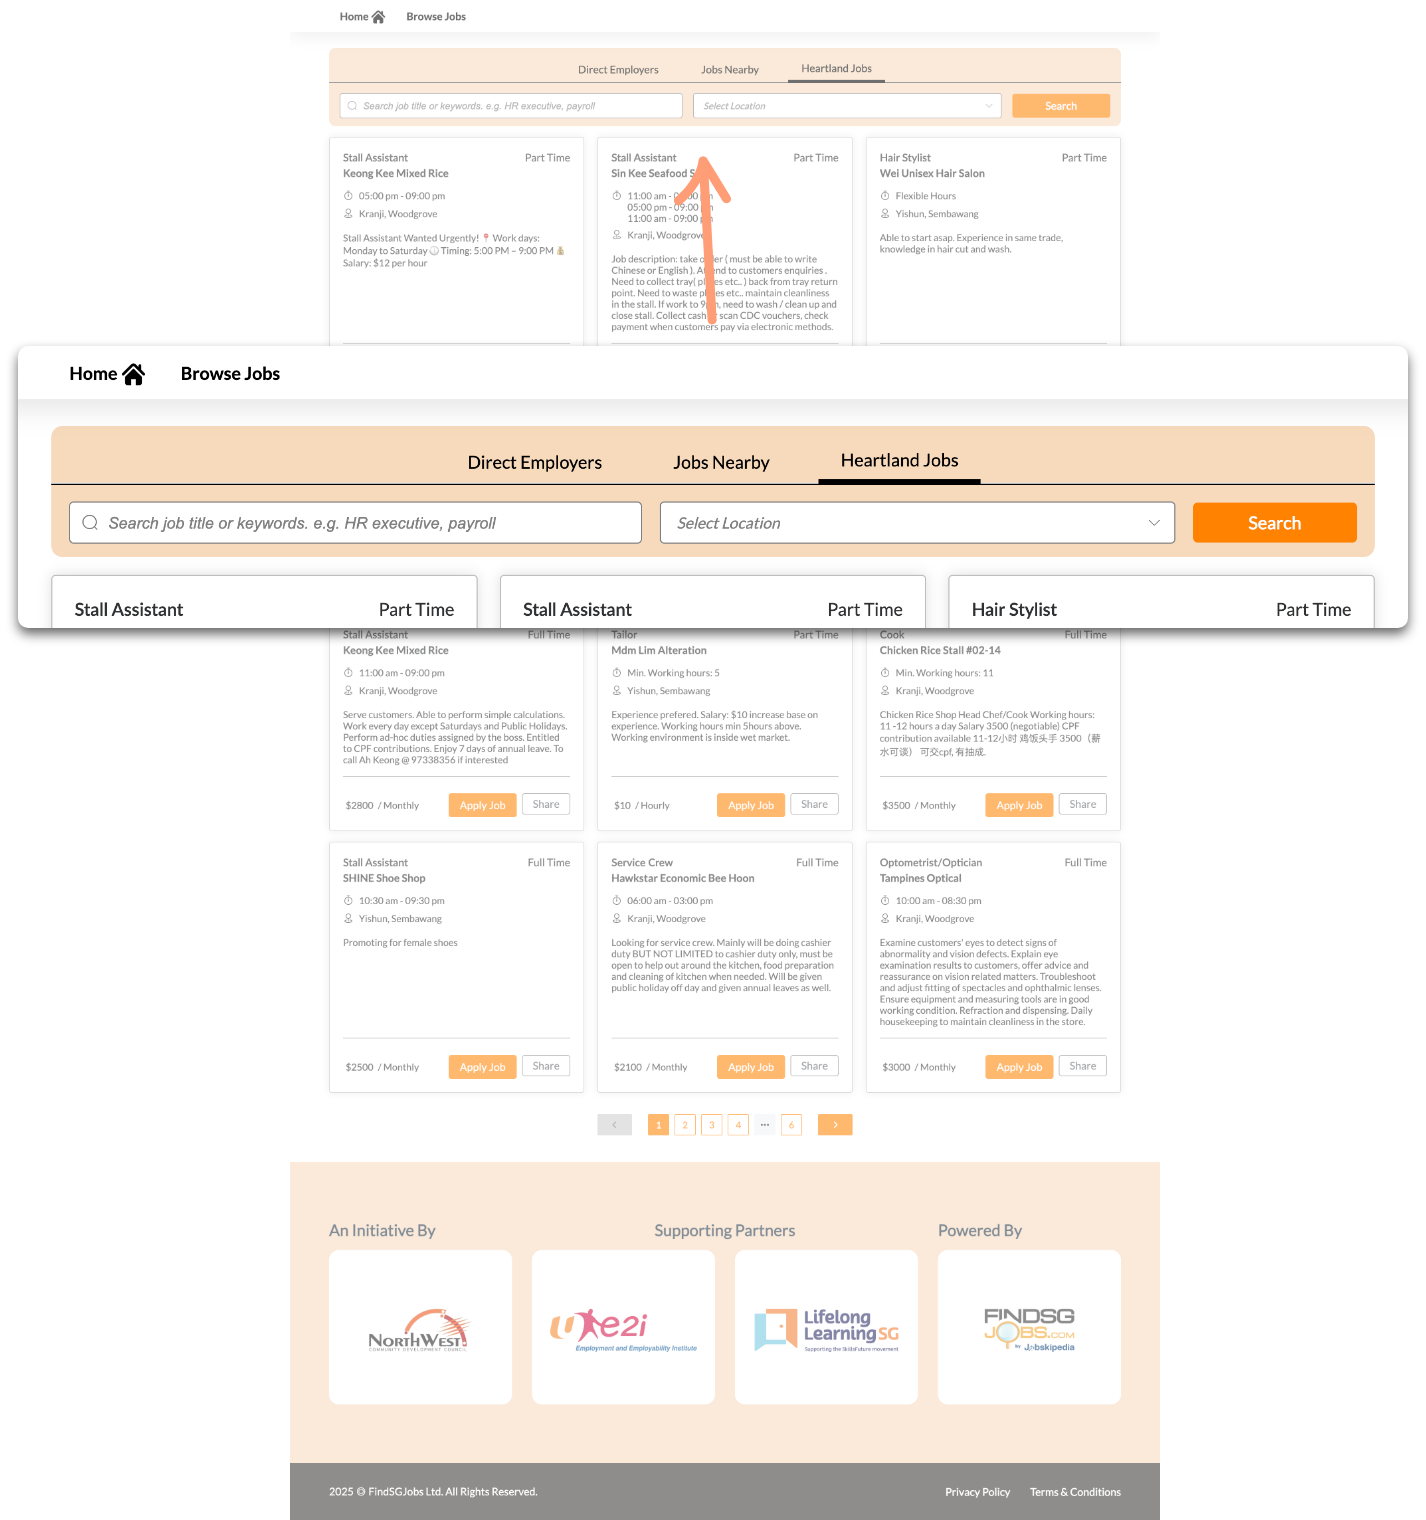 Home
Browse Jobs
Direct Employers
Jobs Nearby
Heartland Jobs
Search job title or keywords. e.g. HR executive, payroll
Select Location
Search
Stall Assistant
Part Time
Keong Kee Mixed Rice
05:00 pm - 09:00 pm
Kranji, Woodgrove
Stall Assistant Wanted Urgently! 📍 Work days:
Monday to Saturday 🕔 Timing: 5:00 PM – 9:00 PM 💰
Salary: $12 per hour
Stall Assistant
Part Time
Sin Kee Seafood
11:00 am -
05:00 pm - 09:00 pm
11:00 am - 09:00 pm
Kranji, Woodgrove
Job description: take order ( must be able to write
Chinese or English ). Attend to customers enquiries .
Need to collect tray( plates etc.. ) back from tray return
point. Need to waste plates etc.. maintain cleanliness
in the stall. If work to 9pm, need to wash / clean up and
close stall. Collect cash, scan CDC vouchers, check
payment when customers pay via electronic methods.
Hair Stylist
Part Time
Wei Unisex Hair Salon
Flexible Hours
Yishun, Sembawang
Able to start asap. Experience in same trade,
knowledge in hair cut and wash.
Home
Browse Jobs
Direct Employers
Jobs Nearby
Heartland Jobs
Search job title or keywords. e.g. HR executive, payroll
Select Location
Search
Stall Assistant
Part Time
Stall Assistant
Part Time
Hair Stylist
Part Time
Stall Assistant
Full Time
Keong Kee Mixed Rice
11:00 am - 09:00 pm
Kranji, Woodgrove
Serve customers. Able to perform simple calculations.
Work every day except Saturdays and Public Holidays.
Perform ad-hoc duties assigned by the boss. Entitled
to CPF contributions. Enjoy 7 days of annual leave. To
call Ah Keong @ 97338356 if interested
$2800 / Monthly
Apply Job
Share
Tailor
Part Time
Mdm Lim Alteration
Min. Working hours: 5
Yishun, Sembawang
Experience prefered. Salary: $10 increase base on
experience. Working hours min 5hours above.
Working environment is inside wet market.
$10 / Hourly
Apply Job
Share
Cook
Full Time
Chicken Rice Stall #02-14
Min. Working hours: 11
Kranji, Woodgrove
Chicken Rice Shop Head Chef/Cook Working hours:
11 -12 hours a day Salary 3500 (negotiable) CPF
contribution available 11-12小时 鸡饭头手 3500（薪
水可谈） 可交cpf, 有抽成.
$3500 / Monthly
Apply Job
Share
Stall Assistant
Full Time
SHINE Shoe Shop
10:30 am - 09:30 pm
Yishun, Sembawang
Promoting for female shoes
$2500 / Monthly
Apply Job
Share
Service Crew
Full Time
Hawkstar Economic Bee Hoon
06:00 am - 03:00 pm
Kranji, Woodgrove
Looking for service crew. Mainly will be doing cashier
duty BUT NOT LIMITED to cashier duty only, must be
open to help out around the kitchen, food preparation
and cleaning of kitchen when needed. Will be given
public holiday off day and given annual leaves as well.
$2100 / Monthly
Apply Job
Share
Optometrist/Optician
Full Time
Tampines Optical
10:00 am - 08:30 pm
Kranji, Woodgrove
Examine customers' eyes to detect signs of
abnormality and vision defects. Explain eye
examination results to customers, offer advice and
reassurance on vision related matters. Troubleshoot
and adjust fitting of spectacles and ophthalmic lenses.
Ensure equipment and measuring tools are in good
working condition. Refraction and dispensing. Daily
housekeeping to maintain cleanliness in the store.
$3000 / Monthly
Apply Job
Share
1 2 3 4 ••• 6
An Initiative By
Supporting Partners
Powered By
NORTHWEST
COMMUNITY DEVELOPMENT COUNCIL
U e2i
Employment and Employability Institute
Lifelong
LearningSG
Supporting the SkillsFuture movement
FINDSG
JOBS.COM
by Jobskipedia
2025 © FindSGJobs Ltd. All Rights Reserved.
Privacy Policy
Terms & Conditions